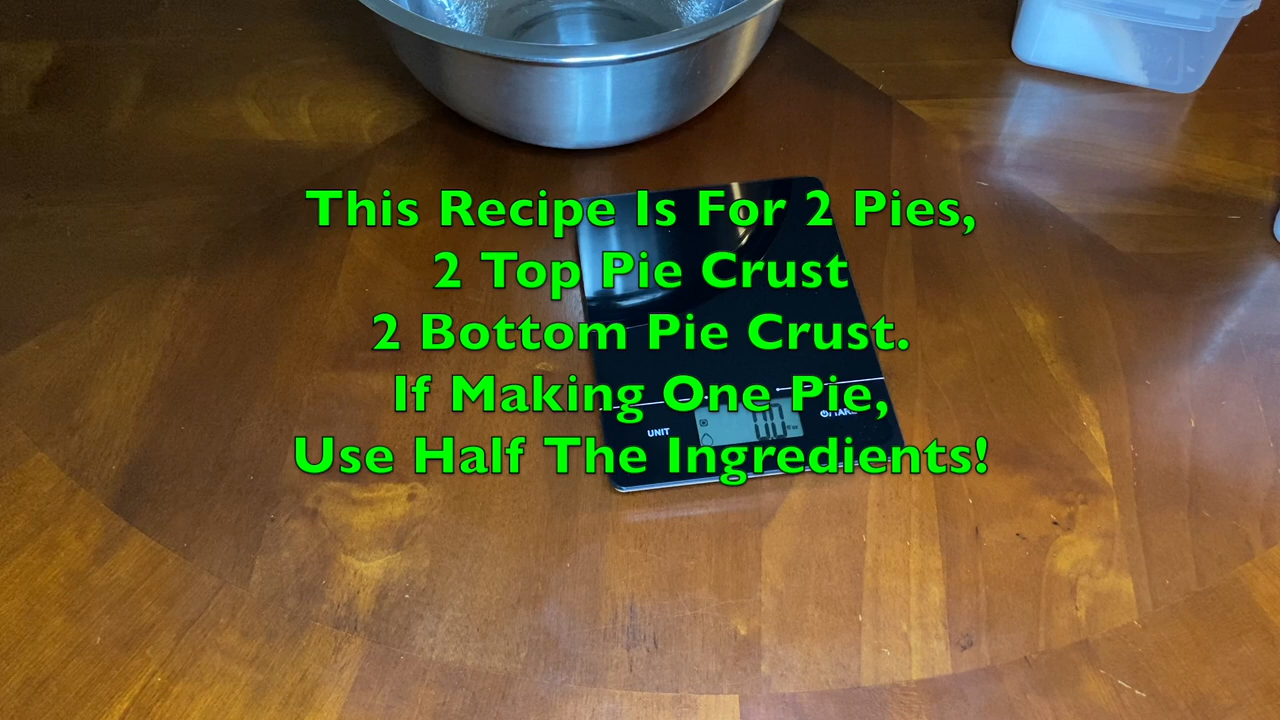 This Recipe Is For 2 Pies,
2 Top Pie Crust
2 Bottom Pie Crust.
If Making One Pie,
Use Half The Ingredients!
UNIT